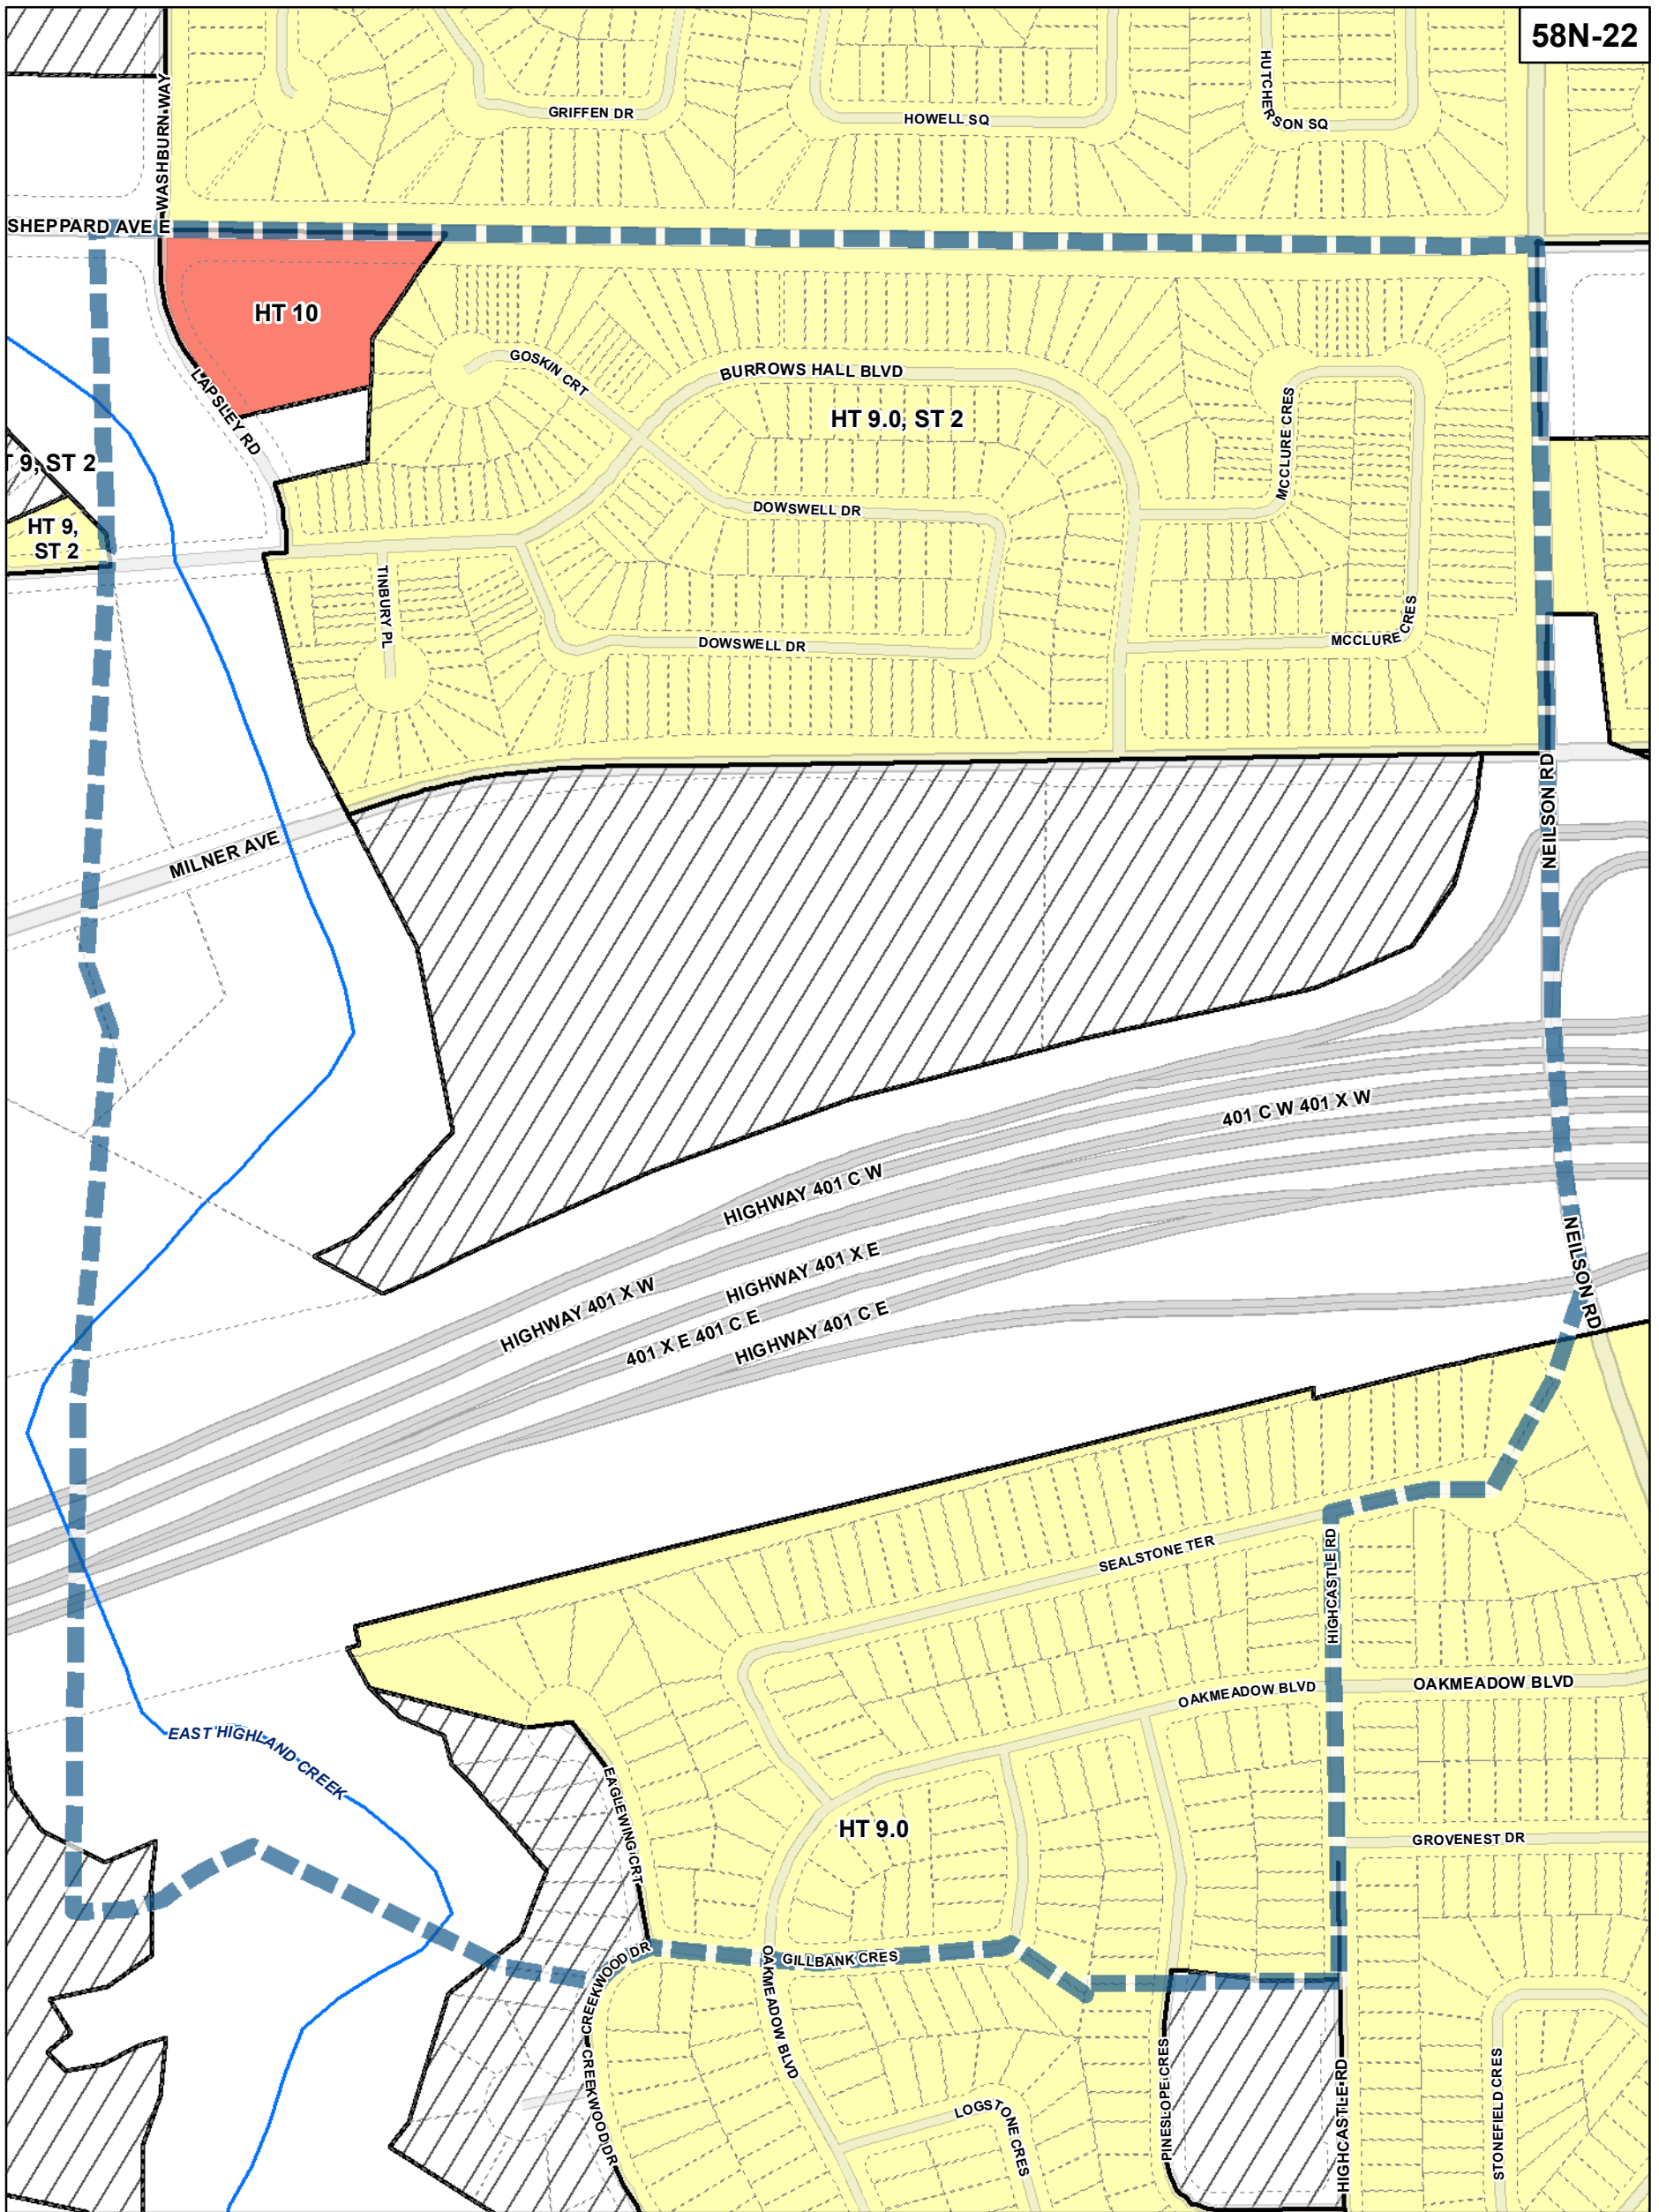 58N-22
WASHBURN WAY
GRIFFEN DR
HOWELL SQ
HUTCHERSON SQ
SHEPPARD AVE E
HT 10
LAPSLEY RD
GOSKIN CRT
BURROWS HALL BLVD
HT 9.0, ST 2
MCCLURE CRES
T 9, ST 2
HT 9,
ST 2
DOWSWELL DR
TINBURY PL
DOWSWELL DR
MCCLURE CRES
MILNER AVE
NEILSON RD
401 C W 401 X W
HIGHWAY 401 C W
HIGHWAY 401 X E
HIGHWAY 401 X W
401 X E 401 C E
HIGHWAY 401 C E
NEILSON RD
SEALSTONE TER
HIGHCASTLE RD
OAKMEADOW BLVD
OAKMEADOW BLVD
EAST HIGHLAND CREEK
EAGLEWING CRT
HT 9.0
GROVENEST DR
CREEKWOOD DR
GILLBANK CRES
OAKMEADOW BLVD
CREEKWOOD DR
LOGSTONE CRES
PINESLOPE CRES
HIGHCASTLE RD
STONEFIELD CRES